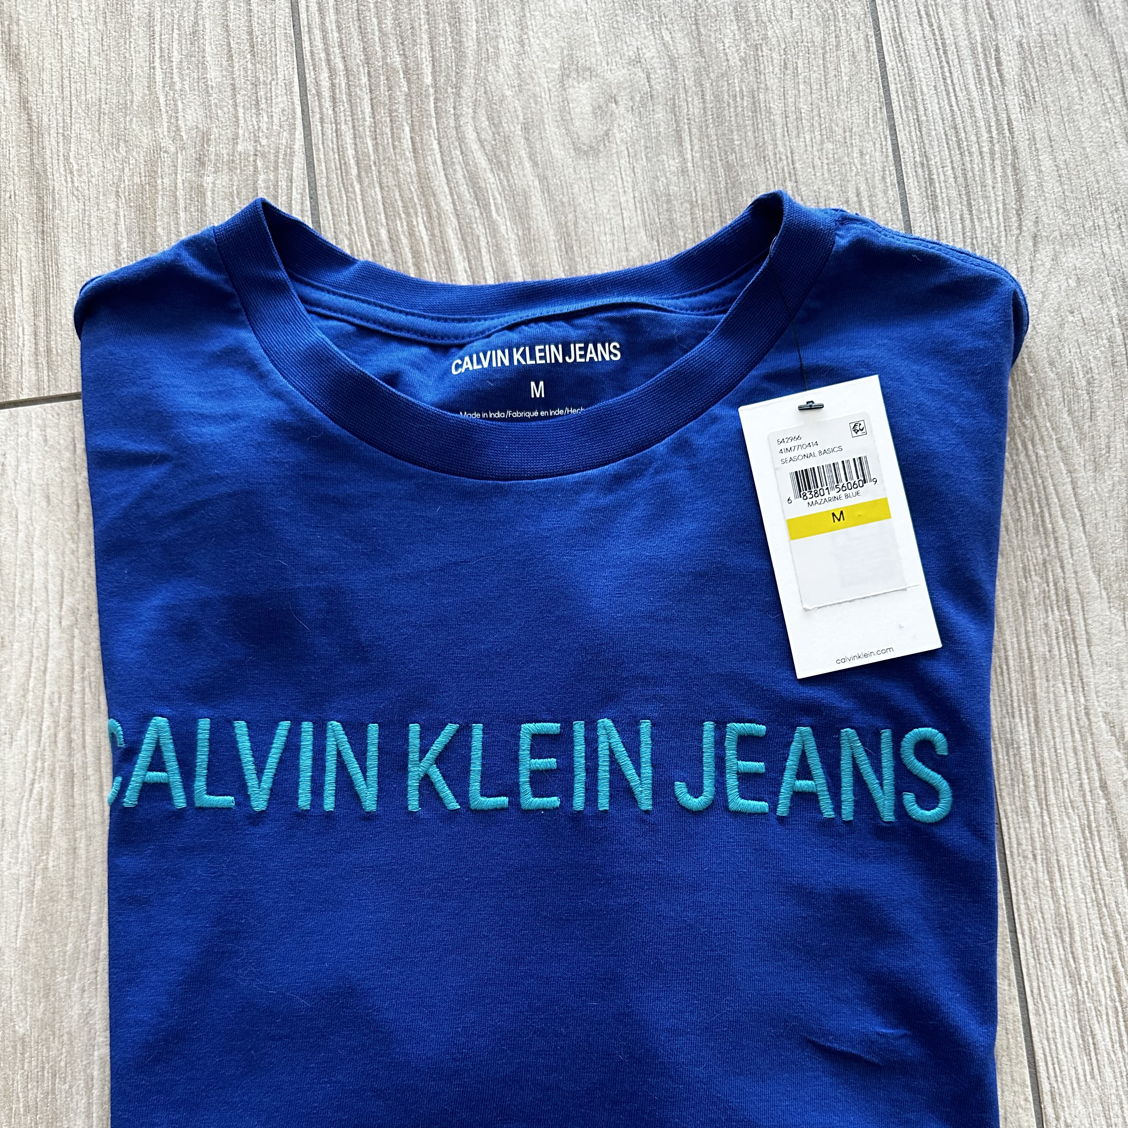 CALVIN KLEIN JEANS
M
Made in India/Fabriqué en Inde/Hech
542966
41M7710414
SEASONAL BASICS
6 83801 56060 9
MAZARINE BLUE
M
calvinklein.com
CALVIN KLEIN JEANS